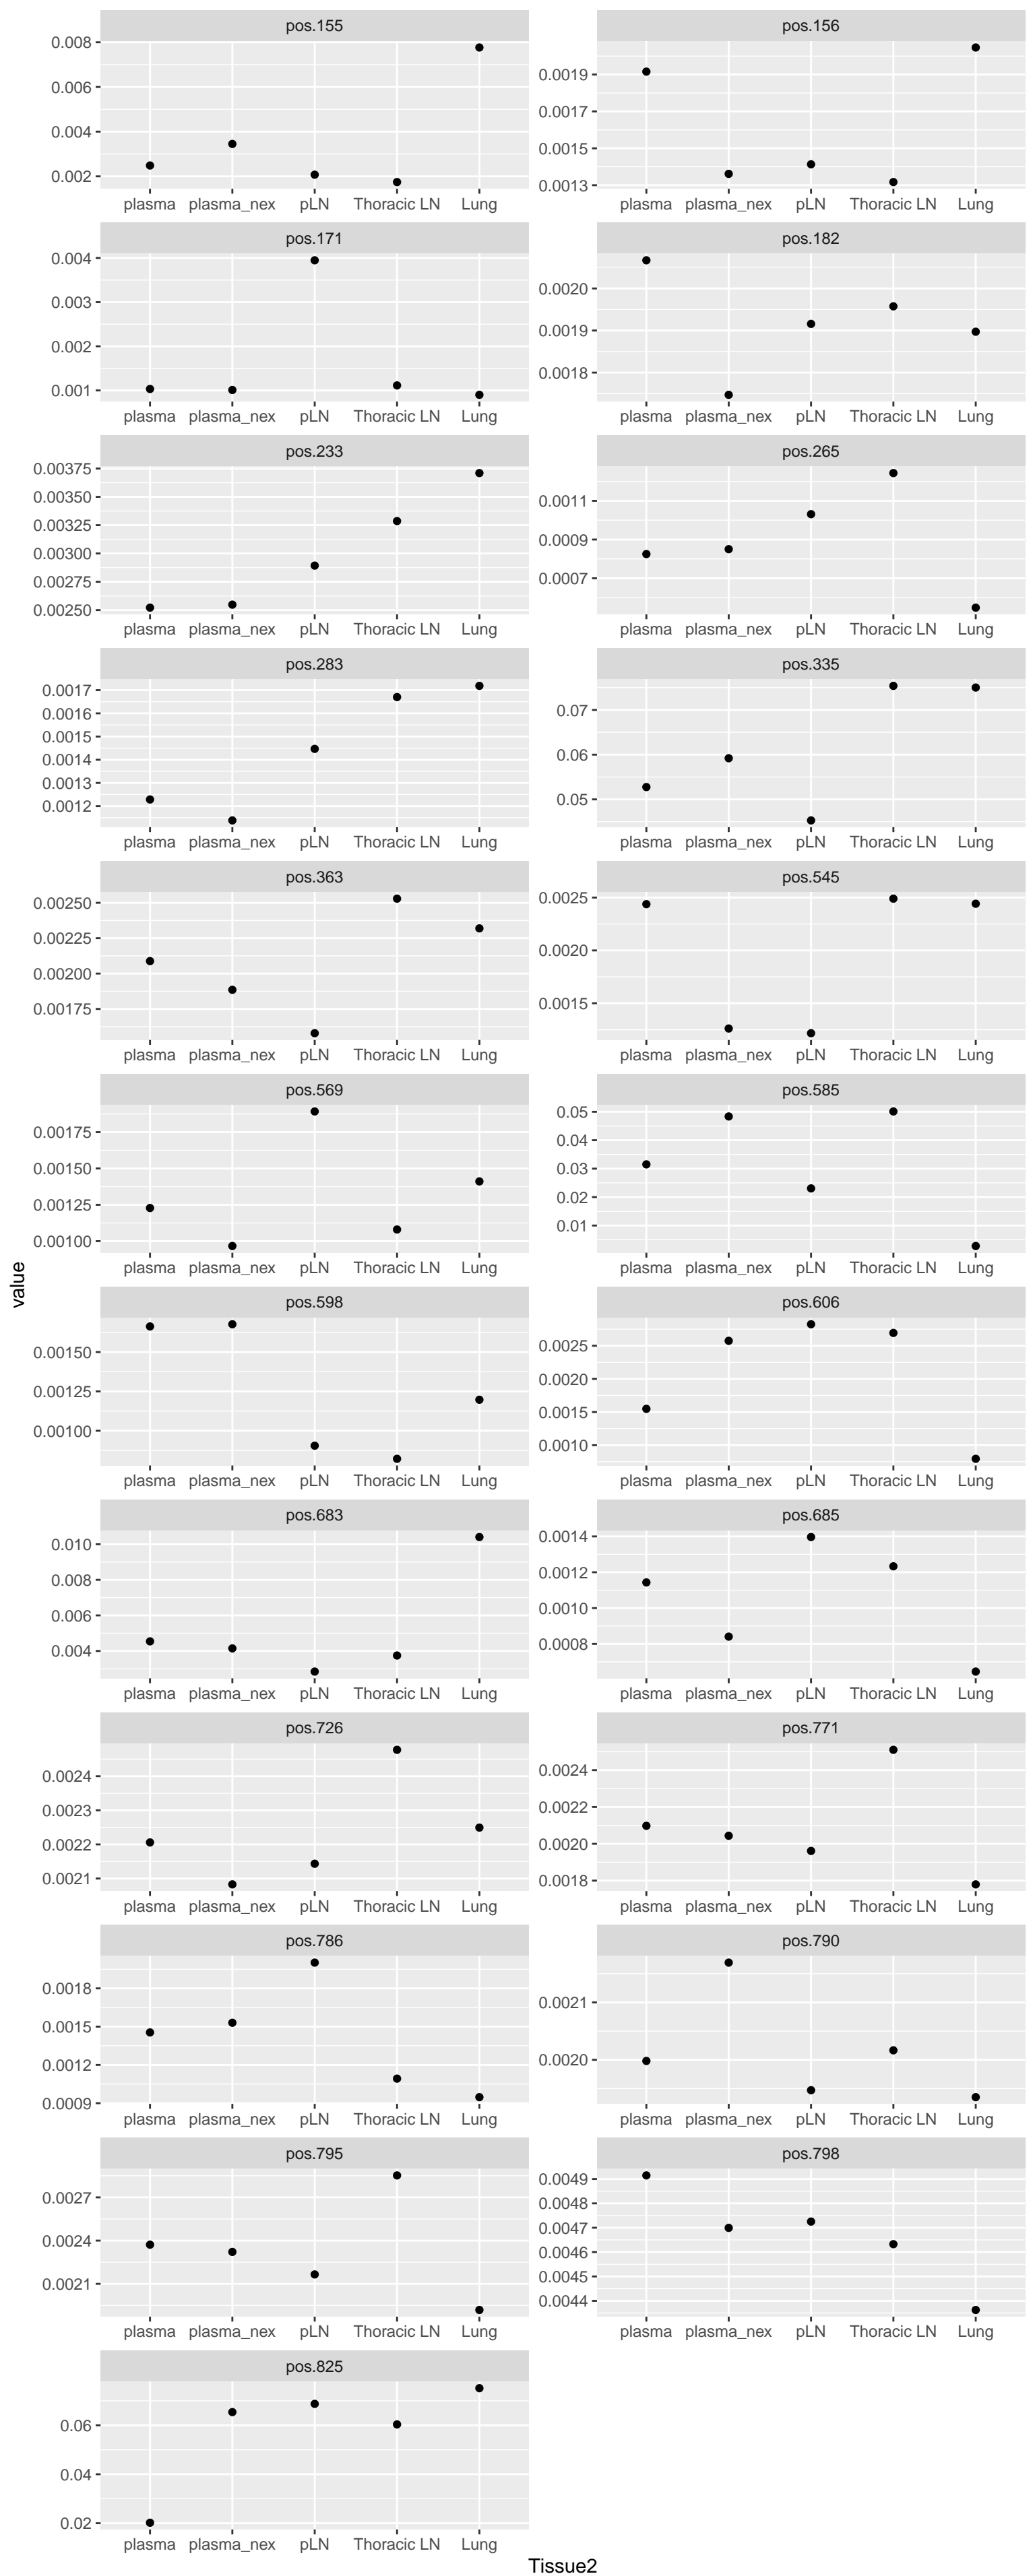 pos.155
pos.156
0.008
0.006
0.004
0.002
0.0019
0.0017
0.0015
0.0013
plasma plasma_nex pLN Thoracic LN Lung
plasma plasma_nex pLN Thoracic LN Lung
pos.171
pos.182
0.004
0.003
0.002
0.001
0.0020
0.0019
0.0018
plasma plasma_nex pLN Thoracic LN Lung
plasma plasma_nex pLN Thoracic LN Lung
pos.233
pos.265
0.00375
0.00350
0.00325
0.00300
0.00275
0.00250
0.0011
0.0009
0.0007
plasma plasma_nex pLN Thoracic LN Lung
plasma plasma_nex pLN Thoracic LN Lung
pos.283
pos.335
0.0017
0.0016
0.0015
0.0014
0.0013
0.0012
0.07
0.06
0.05
plasma plasma_nex pLN Thoracic LN Lung
plasma plasma_nex pLN Thoracic LN Lung
pos.363
pos.545
0.00250
0.00225
0.00200
0.00175
0.0025
0.0020
0.0015
plasma plasma_nex pLN Thoracic LN Lung
plasma plasma_nex pLN Thoracic LN Lung
pos.569
pos.585
0.00175
0.00150
0.00125
0.00100
0.05
0.04
0.03
0.02
0.01
plasma plasma_nex pLN Thoracic LN Lung
plasma plasma_nex pLN Thoracic LN Lung
value
pos.598
pos.606
0.00150
0.00125
0.00100
0.0025
0.0020
0.0015
0.0010
plasma plasma_nex pLN Thoracic LN Lung
plasma plasma_nex pLN Thoracic LN Lung
pos.683
pos.685
0.010
0.008
0.006
0.004
0.0014
0.0012
0.0010
0.0008
plasma plasma_nex pLN Thoracic LN Lung
plasma plasma_nex pLN Thoracic LN Lung
pos.726
pos.771
0.0024
0.0023
0.0022
0.0021
0.0024
0.0022
0.0020
0.0018
plasma plasma_nex pLN Thoracic LN Lung
plasma plasma_nex pLN Thoracic LN Lung
pos.786
pos.790
0.0018
0.0015
0.0012
0.0009
0.0021
0.0020
plasma plasma_nex pLN Thoracic LN Lung
plasma plasma_nex pLN Thoracic LN Lung
pos.795
pos.798
0.0027
0.0024
0.0021
0.0049
0.0048
0.0047
0.0046
0.0045
0.0044
plasma plasma_nex pLN Thoracic LN Lung
plasma plasma_nex pLN Thoracic LN Lung
pos.825
0.06
0.04
0.02
plasma plasma_nex pLN Thoracic LN Lung
Tissue2